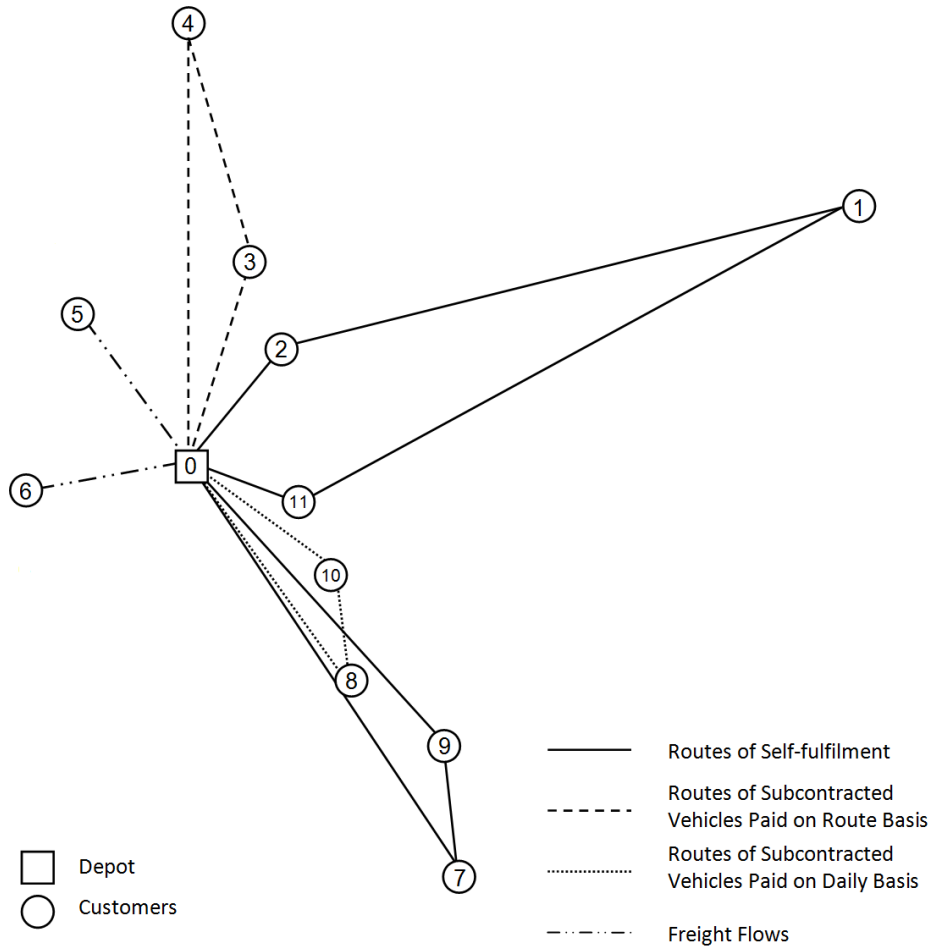 4
1
3
5
2
0
6
11
10
8
9
7
Routes of Self-fulfilment
Routes of Subcontracted
Vehicles Paid on Route Basis
Routes of Subcontracted
Vehicles Paid on Daily Basis
Freight Flows
Depot
Customers